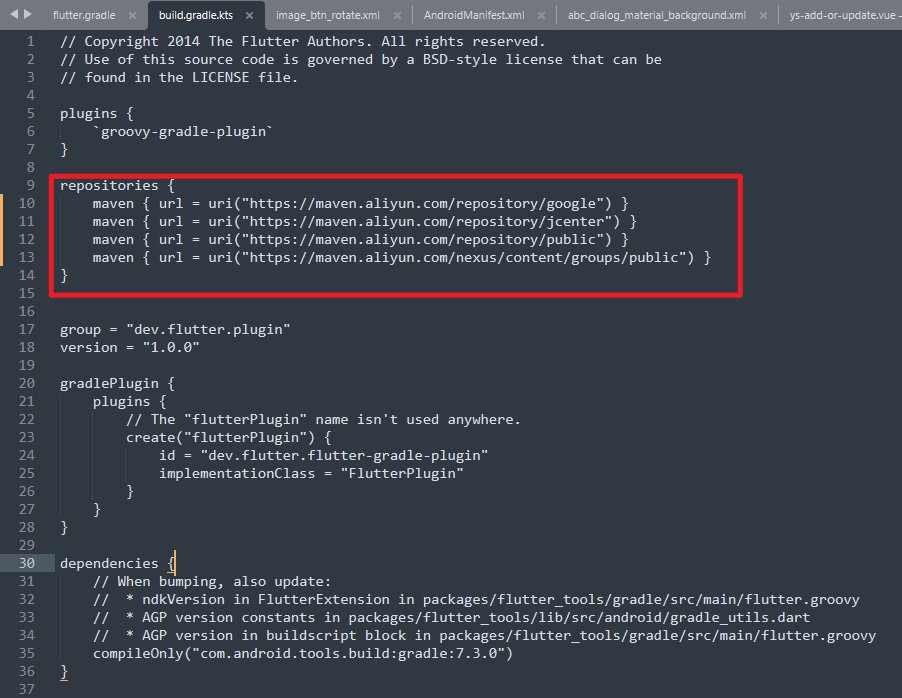 flutter.gradle × build.gradle.kts × image_btn_rotate.xml × AndroidManifest.xml × abc_dialog_material_background.xml × ys-add-or-update.vue -
1 // Copyright 2014 The Flutter Authors. All rights reserved.
2 // Use of this source code is governed by a BSD-style license that can be
3 // found in the LICENSE file.
4
5 plugins {
6     `groovy-gradle-plugin`
7 }
8
9 repositories {
10     maven { url = uri("https://maven.aliyun.com/repository/google") }
11     maven { url = uri("https://maven.aliyun.com/repository/jcenter") }
12     maven { url = uri("https://maven.aliyun.com/repository/public") }
13     maven { url = uri("https://maven.aliyun.com/nexus/content/groups/public") }
14 }
15
16
17 group = "dev.flutter.plugin"
18 version = "1.0.0"
19
20 gradlePlugin {
21     plugins {
22         // The "flutterPlugin" name isn't used anywhere.
23         create("flutterPlugin") {
24             id = "dev.flutter.flutter-gradle-plugin"
25             implementationClass = "FlutterPlugin"
26         }
27     }
28 }
29
30 dependencies {
31     // When bumping, also update:
32     //  * ndkVersion in FlutterExtension in packages/flutter_tools/gradle/src/main/flutter.groovy
33     //  * AGP version constants in packages/flutter_tools/lib/src/android/gradle_utils.dart
34     //  * AGP version in buildscript block in packages/flutter_tools/gradle/src/main/flutter.groovy
35     compileOnly("com.android.tools.build:gradle:7.3.0")
36 }
37